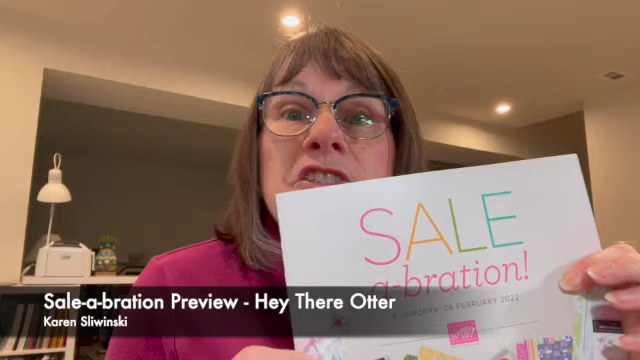 SALE
a-bration!
JANUARY-28 FEBRUARY 2022
Sale-a-bration Preview - Hey There Otter
Karen Sliwinski